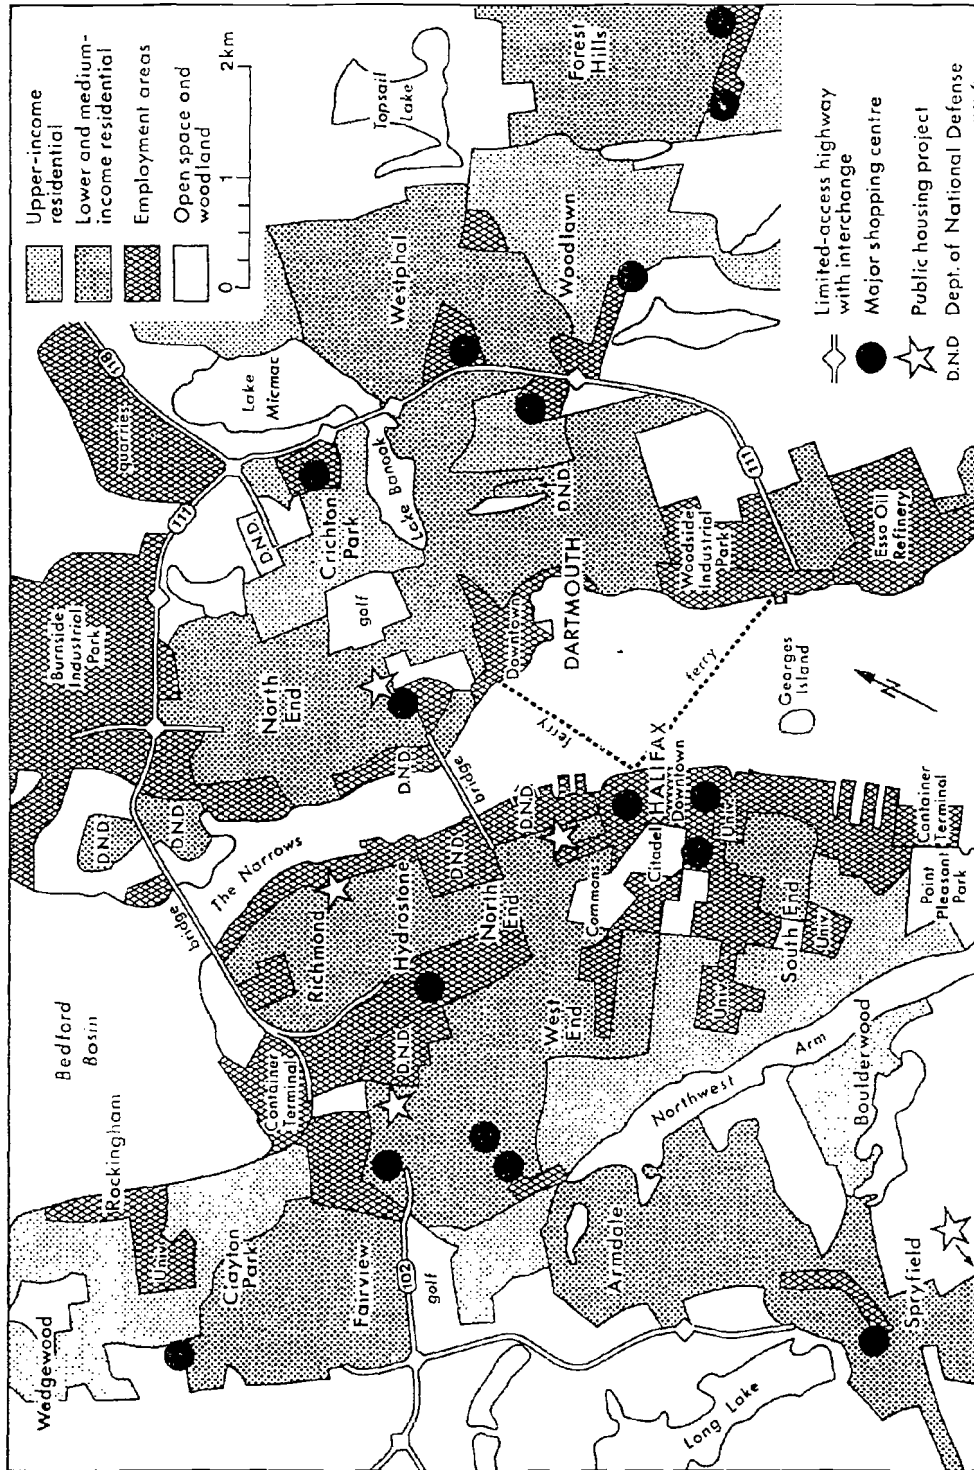 Upper-income
residential
Lower and medium-
income residential
Employment areas
Open space and
woodland
0
1
2km
Limited-access highway
with interchange
Major shopping centre
Public housing project
D.N.D
Dept. of National Defense
Wedgewood
Rockingham
Univ
Clayton
Park
Fairview
102
golf
Long Lake
Armdale
Spryfield
Boulderwood
Northwest
Arm
Bedford
Basin
Container
Terminal
D.N.D
bridge
The Narrows
Richmond
Hydrostone
North
End
West
End
D.N.D
D.N.D
bridge
Commons
Citadel
HALIFAX
Downtown
Univ
Univ
South End
Univ
Point
Pleasant
Park
Container
Terminal
Georges
Island
N
ferry
ferry
D.N.D
D.N.D
D.N.D
Burnside
Industrial
Park
111
118
quarries
North
End
golf
D.N.D
Crichton
Park
Lake Banook
Lake
Micmac
Downtown
DARTMOUTH
D.N.D
Woodside
Industrial
Park
111
Esso Oil
Refinery
Westphal
Woodlawn
Topsail
Lake
Forest
Hills